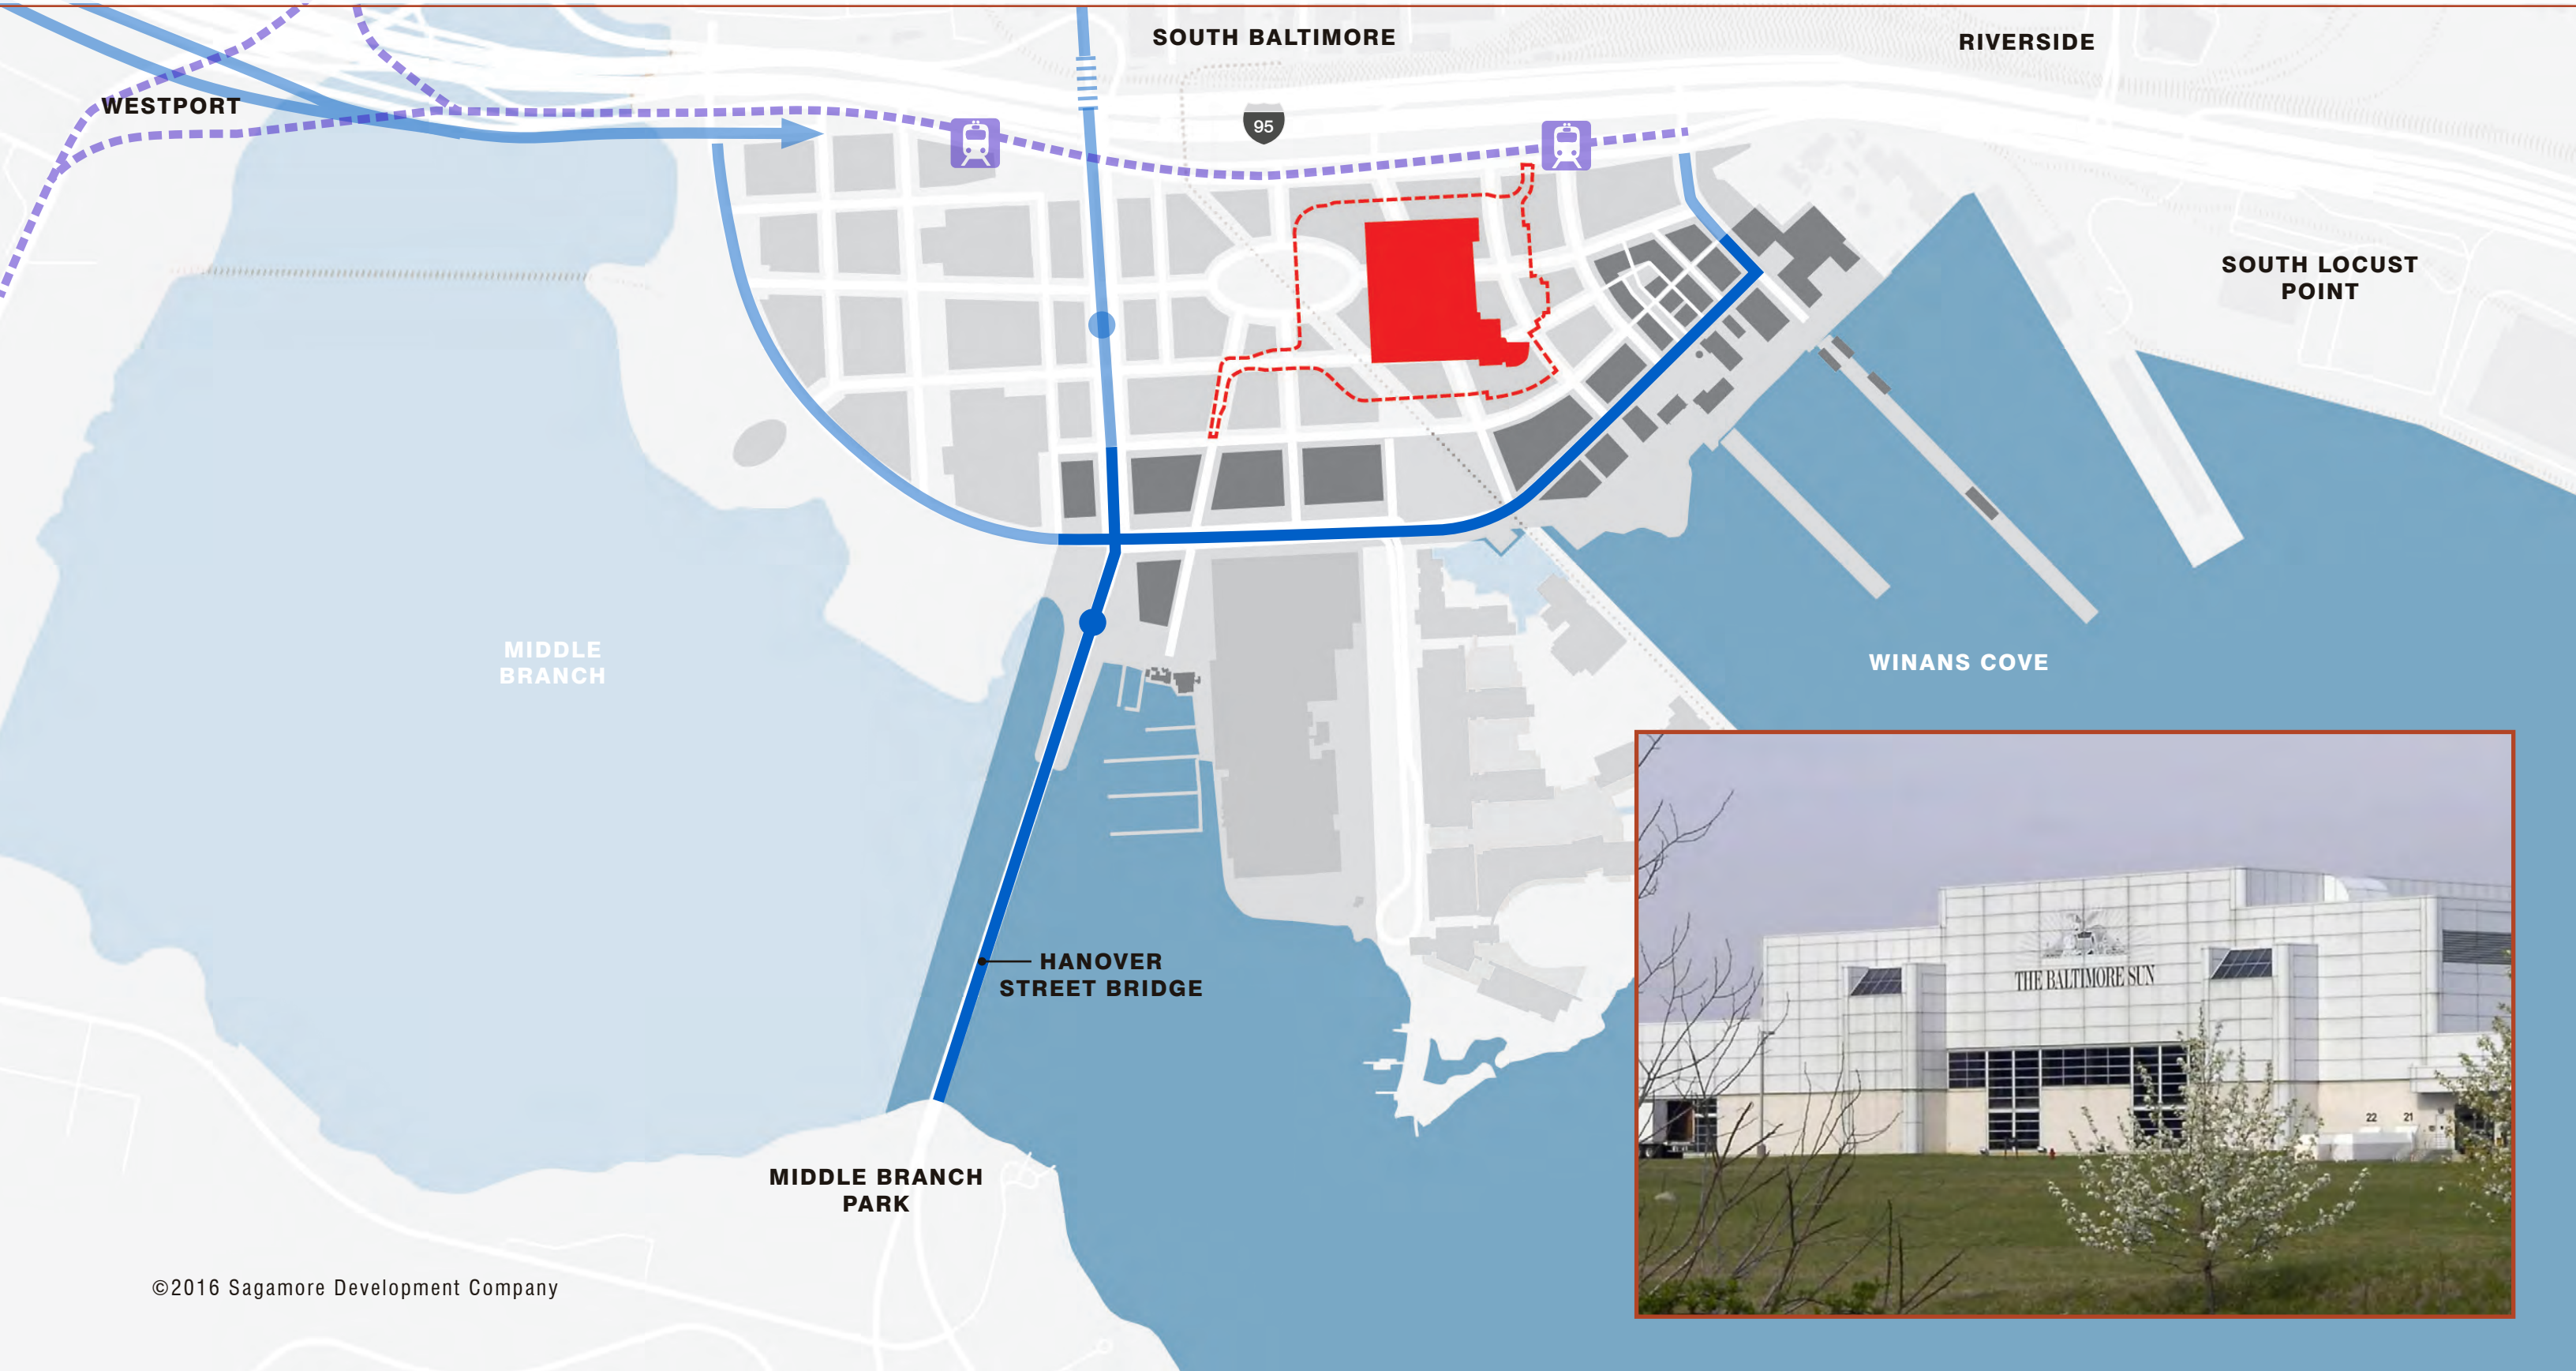 SOUTH BALTIMORE
RIVERSIDE
WESTPORT
95
SOUTH LOCUST
POINT
MIDDLE
BRANCH
WINANS COVE
HANOVER
STREET BRIDGE
THE BALTIMORE SUN
22 21
MIDDLE BRANCH
PARK
©2016 Sagamore Development Company